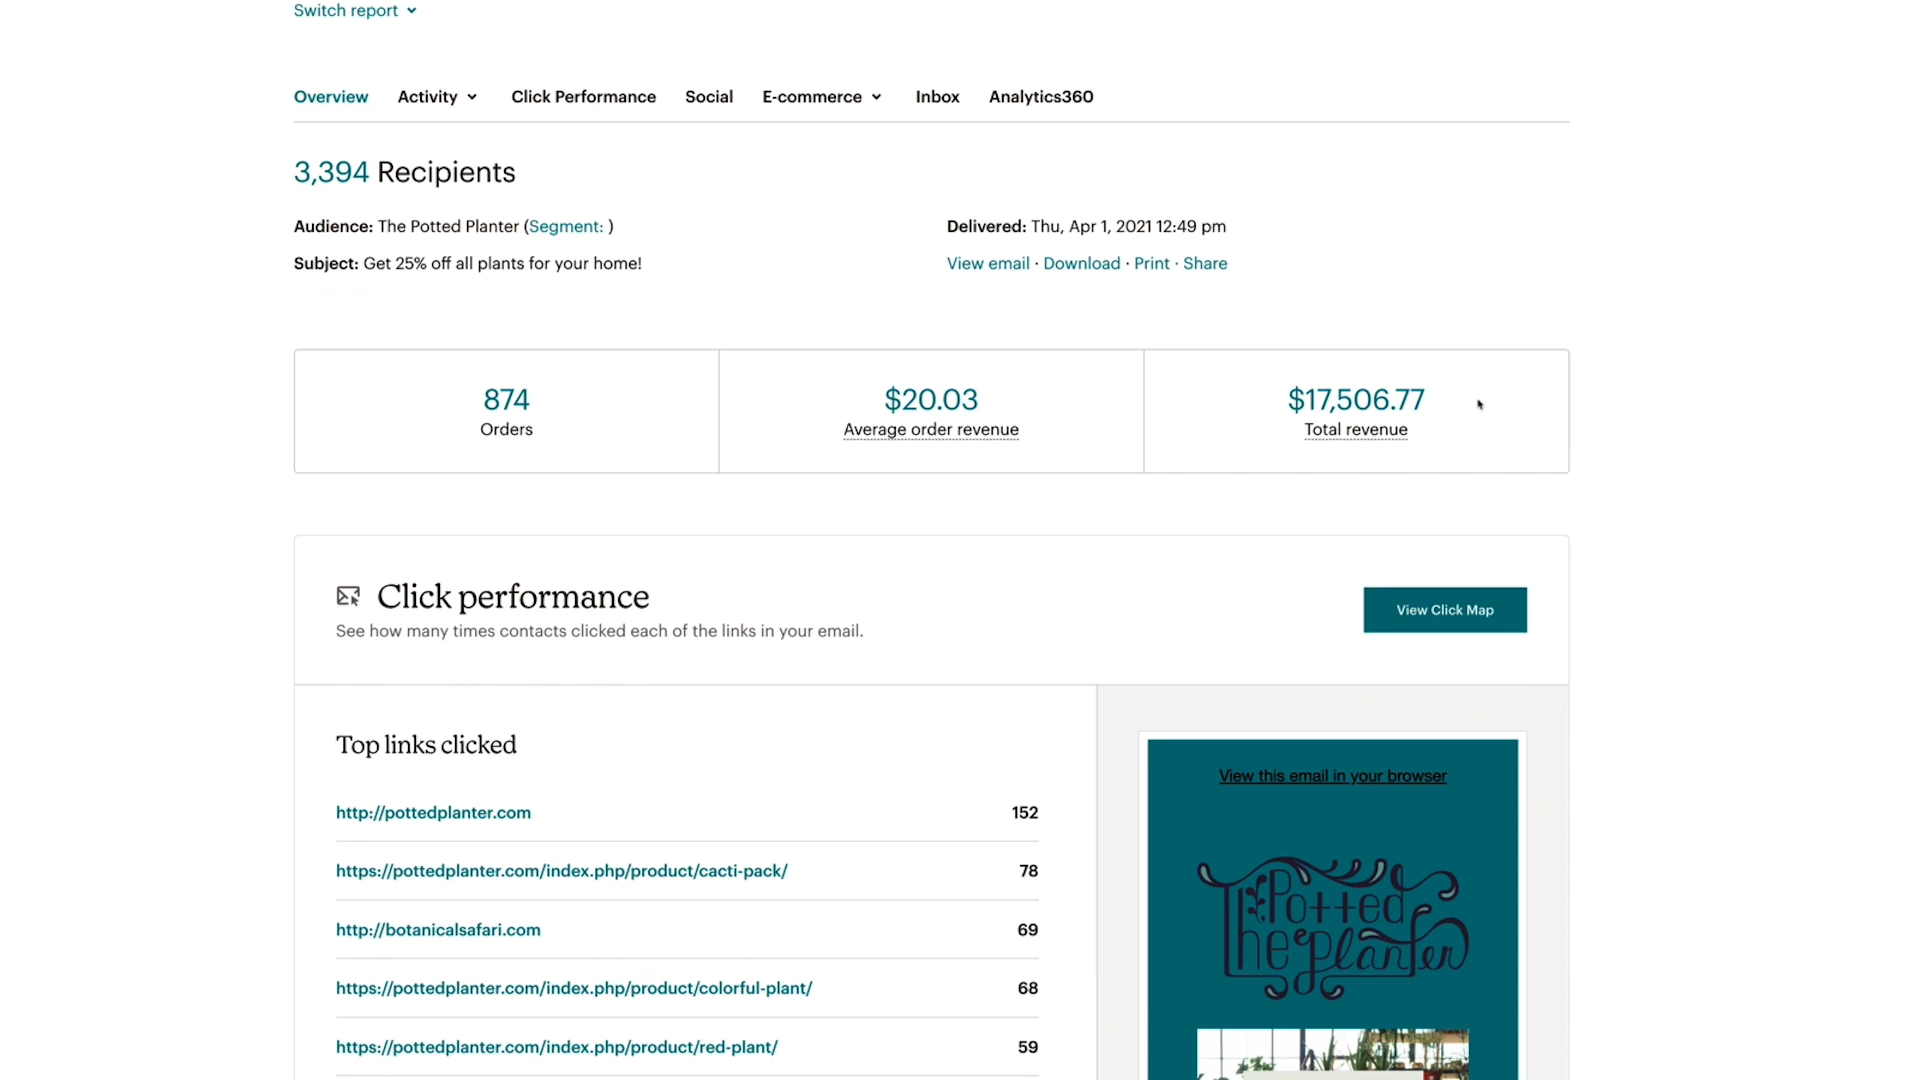 Switch report
Overview Activity Click Performance Social E-commerce Inbox Analytics360
3,394 Recipients
Audience: The Potted Planter (Segment: )
Delivered: Thu, Apr 1, 2021 12:49 pm
Subject: Get 25% off all plants for your home!
View email · Download · Print · Share
874
Orders
$20.03
Average order revenue
$17,506.77
Total revenue
Click performance
See how many times contacts clicked each of the links in your email.
View Click Map
Top links clicked
http://pottedplanter.com 152
https://pottedplanter.com/index.php/product/cacti-pack/ 78
http://botanicalsafari.com 69
https://pottedplanter.com/index.php/product/colorful-plant/ 68
https://pottedplanter.com/index.php/product/red-plant/ 59
View this email in your browser
The Potted
Planter